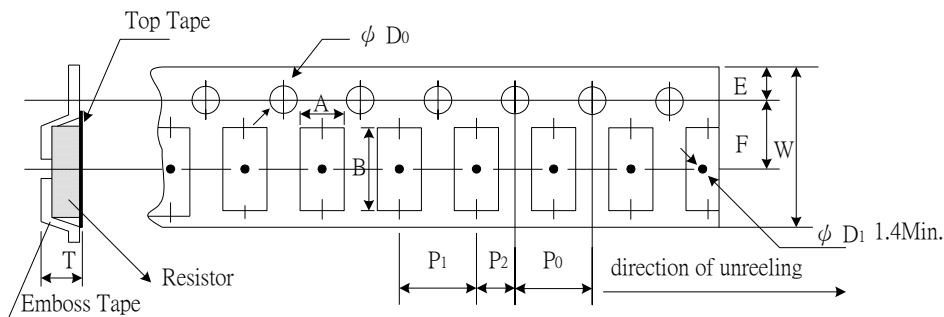 Top Tape
ϕ D0
E
A
F
W
B
ϕ D1 1.4Min.
T
Resistor
P1
P2
P0
direction of unreeling
Emboss Tape